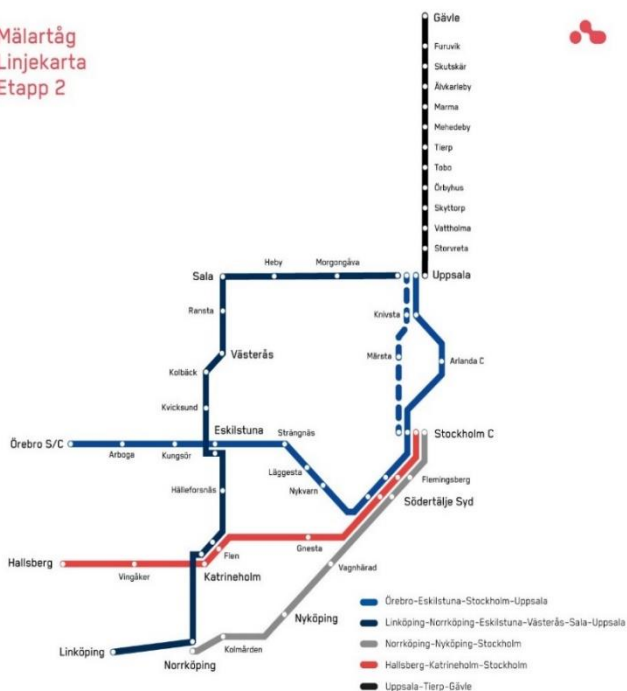 Mälartåg
Linjekarta
Etapp 2
Gävle
Furuvik
Skutskär
Älvkarleby
Marma
Mehedeby
Tierp
Tobo
Örbyhus
Skyttorp
Vattholma
Storvreta
Sala
Heby
Morgongåva
Uppsala
Ransta
Knivsta
Västerås
Märsta
Arlanda C
Kolbäck
Kvicksund
Örebro S/C
Arboga
Kungsör
Eskilstuna
Strängnäs
Stockholm C
Läggesta
Nykvarn
Flemingsberg
Hälleforsnäs
Södertälje Syd
Hallsberg
Vingåker
Katrineholm
Flen
Gnesta
Vagnhärad
Nyköping
Linköping
Norrköping
Kolmården
Örebro-Eskilstuna-Stockholm-Uppsala
Linköping-Norrköping-Eskilstuna-Västerås-Sala-Uppsala
Norrköping-Nyköping-Stockholm
Hallsberg-Katrineholm-Stockholm
Uppsala-Tierp-Gävle